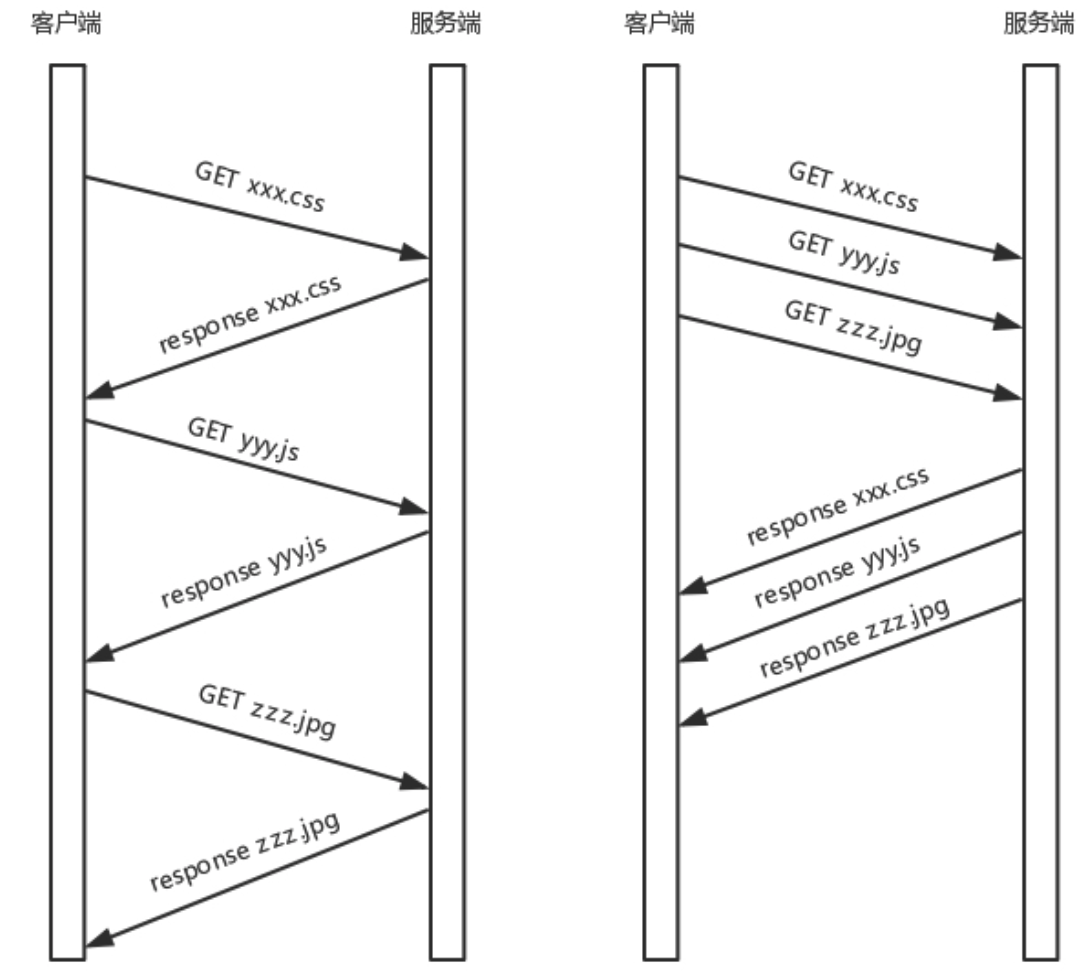 客户端
服务端
GET xxx.css
response xxx.css
GET yyy.js
response yyy.js
GET zzz.jpg
response zzz.jpg
客户端
服务端
GET xxx.css
GET yyy.js
GET zzz.jpg
response xxx.css
response yyy.js
response zzz.jpg